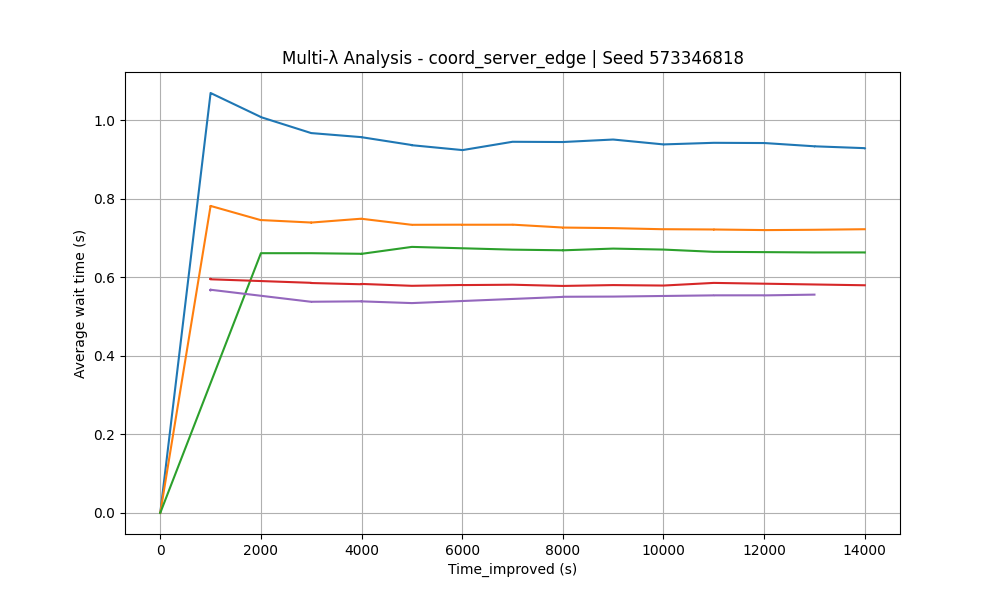 Multi-λ Analysis - coord_server_edge | Seed 573346818
Average wait time (s)
1.0
0.8
0.6
0.4
0.2
0.0
0 2000 4000 6000 8000 10000 12000 14000
Time_improved (s)